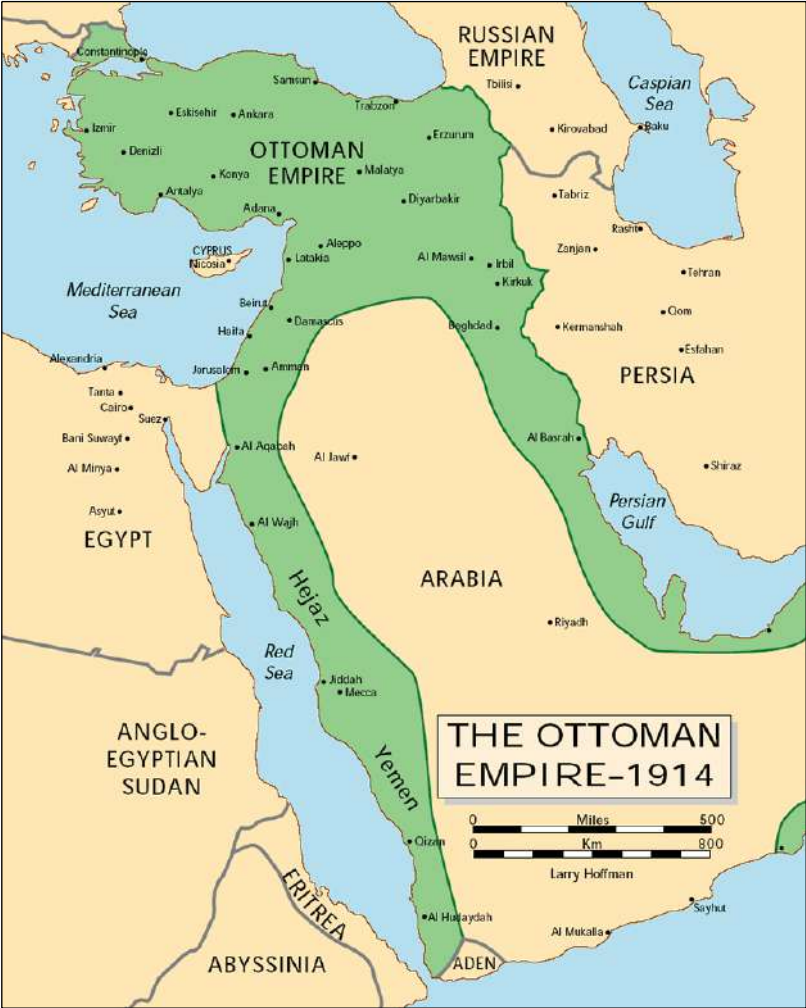 Constantinople
RUSSIAN
EMPIRE
Tbilisi
Caspian
Sea
Samsun
Trabzon
Eskisehir
Ankara
Izmir
Erzurum
Kirovabad
Baku
Denizli
OTTOMAN
EMPIRE
Konya
Malatya
Antalya
Adana
Diyarbakir
Tabriz
Rasht
CYPRUS
Nicosia
Aleppo
Latakia
Al Mawsil
Irbil
Kirkuk
Zanjan
Tehran
Mediterranean
Sea
Beirut
Damascus
Haifa
Baghdad
Kermanshah
Qom
Esfahan
Alexandria
Jerusalem
Amman
PERSIA
Tanta
Cairo
Suez
Bani Suwayf
Al Aqabah
Al Jawf
Al Basrah
Al Minya
Shiraz
Asyut
EGYPT
Al Wajh
Persian
Gulf
Hejaz
ARABIA
Riyadh
Red
Sea
Jiddah
Mecca
ANGLO-
EGYPTIAN
SUDAN
Yemen
THE OTTOMAN
EMPIRE-1914
0 Miles 500
0 Km 800
Larry Hoffman
Qizan
ERITREA
Al Hudaydah
Sayhut
Al Mukalla
ABYSSINIA
ADEN